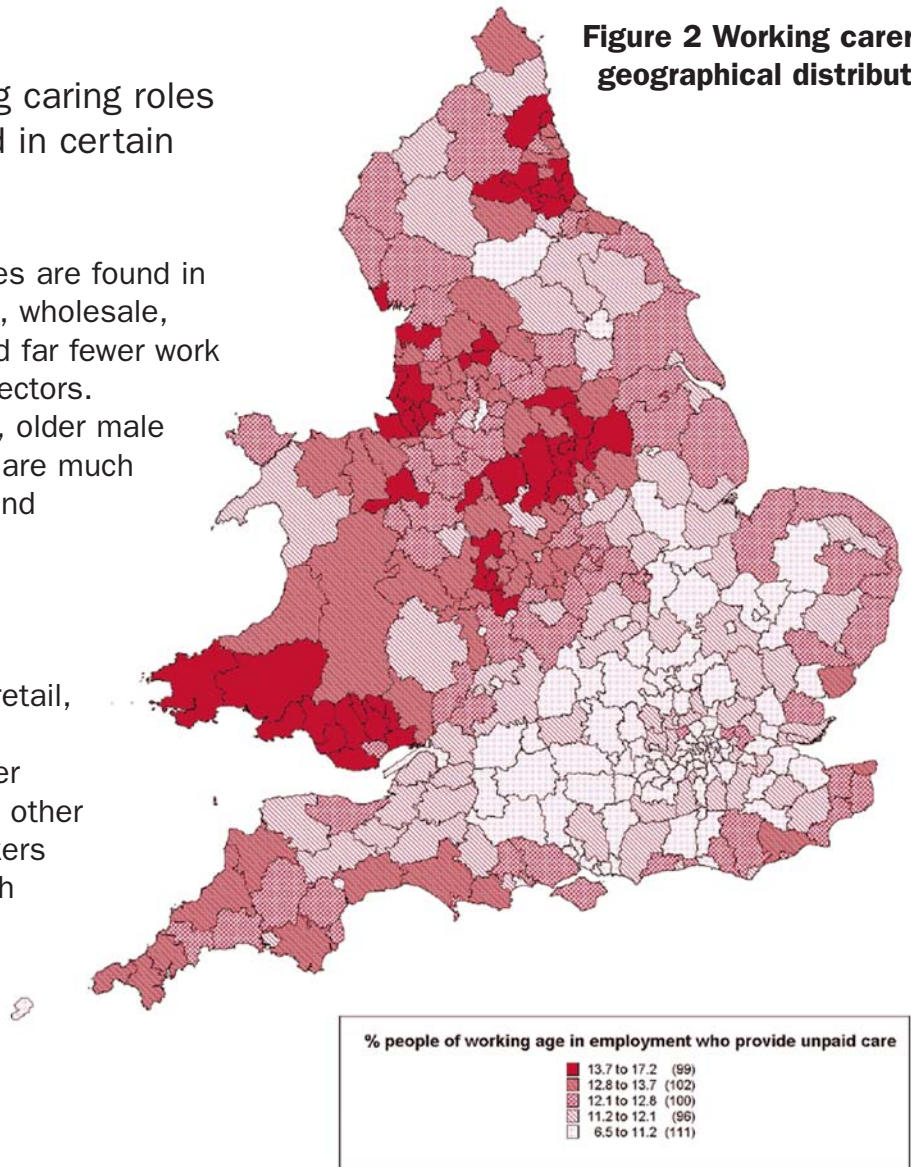 Figure 2 Working carer
geographical distribut
g caring roles
d in certain
es are found in
, wholesale,
d far fewer work
ectors.
, older male
are much
nd
retail,
er
other
kers
h
% people of working age in employment who provide unpaid care
13.7 to 17.2 (99)
12.8 to 13.7 (102)
12.1 to 12.8 (100)
11.2 to 12.1 (96)
6.5 to 11.2 (111)